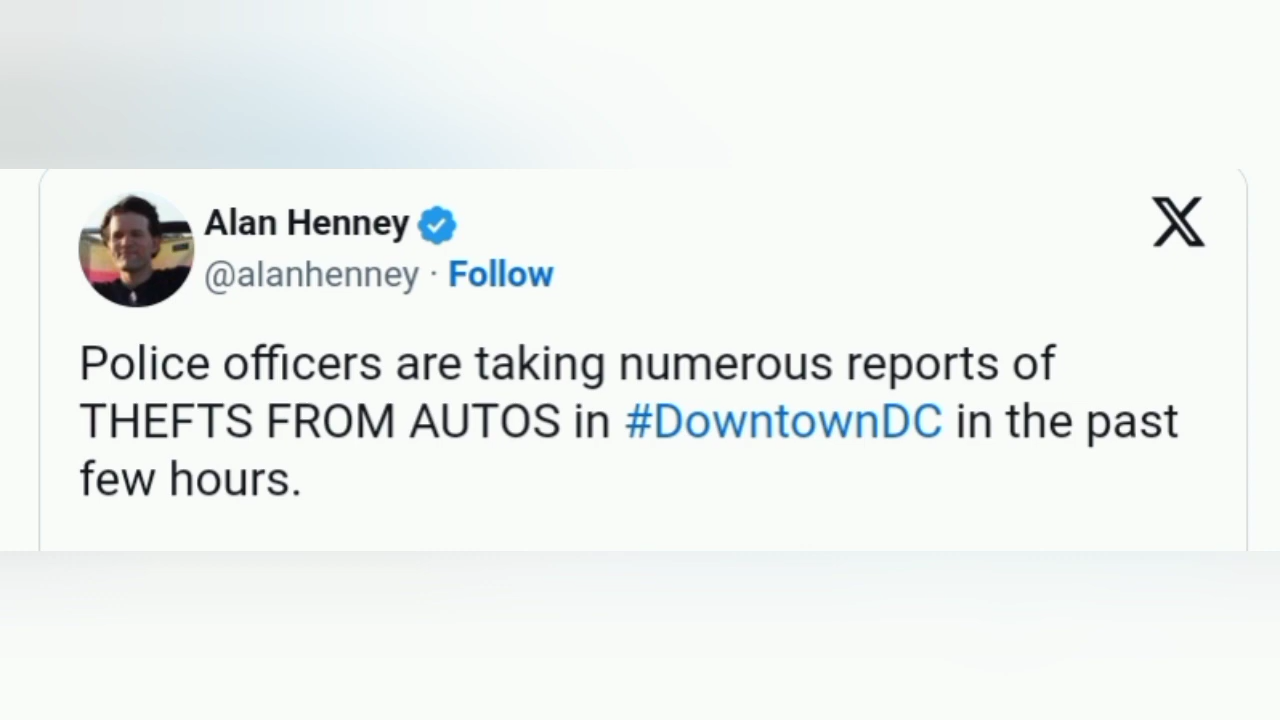 Alan Henney
@alanhenney · Follow
Police officers are taking numerous reports of
THEFTS FROM AUTOS in #DowntownDC in the past
few hours.